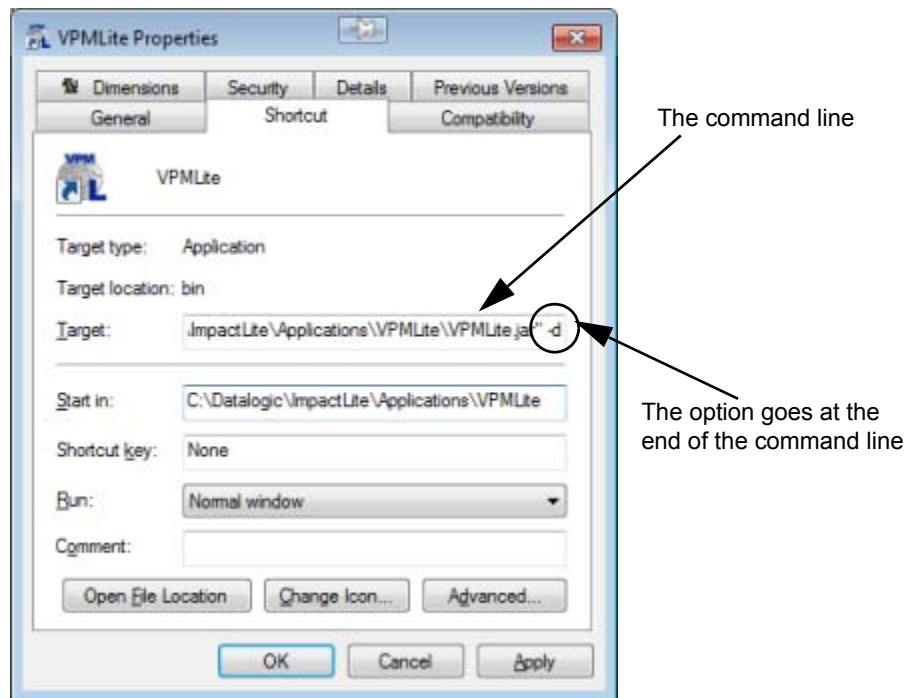 VPMLite Properties
Dimensions Security Details Previous Versions
General Shortcut Compatibility
The command line
VPM
L
VPMLite
Target type: Application
Target location: bin
Target: .ImpactLite\Applications\VPMLite\VPMLite.jar" -d
Start in: C:\Datalogic\ImpactLite\Applications\VPMLite
The option goes at the
end of the command line
Shortcut key: None
Run: Normal window
Comment:
Open File Location Change Icon... Advanced...
OK Cancel Apply